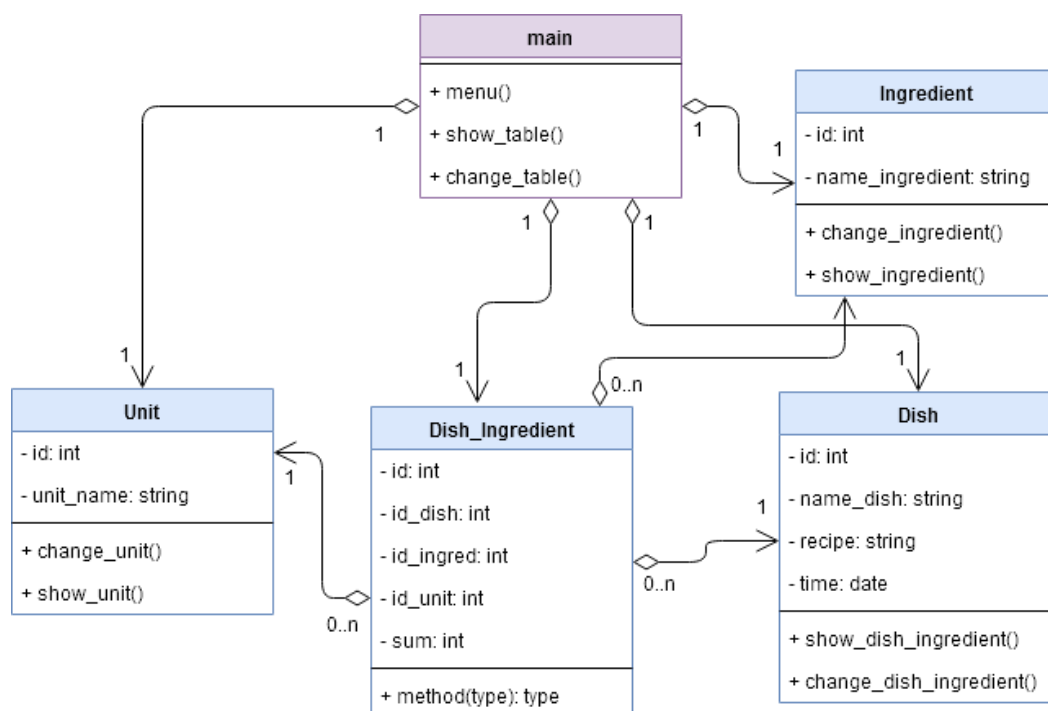 main
+ menu()
+ show_table()
+ change_table()
1
1
1
1
Ingredient
- id: int
- name_ingredient: string
+ change_ingredient()
+ show_ingredient()
1
1
1
1
0..n
Unit
- id: int
- unit_name: string
+ change_unit()
+ show_unit()
1
0..n
Dish_Ingredient
- id: int
- id_dish: int
- id_ingred: int
- id_unit: int
- sum: int
+ method(type): type
0..n
1
Dish
- id: int
- name_dish: string
- recipe: string
- time: date
+ show_dish_ingredient()
+ change_dish_ingredient()